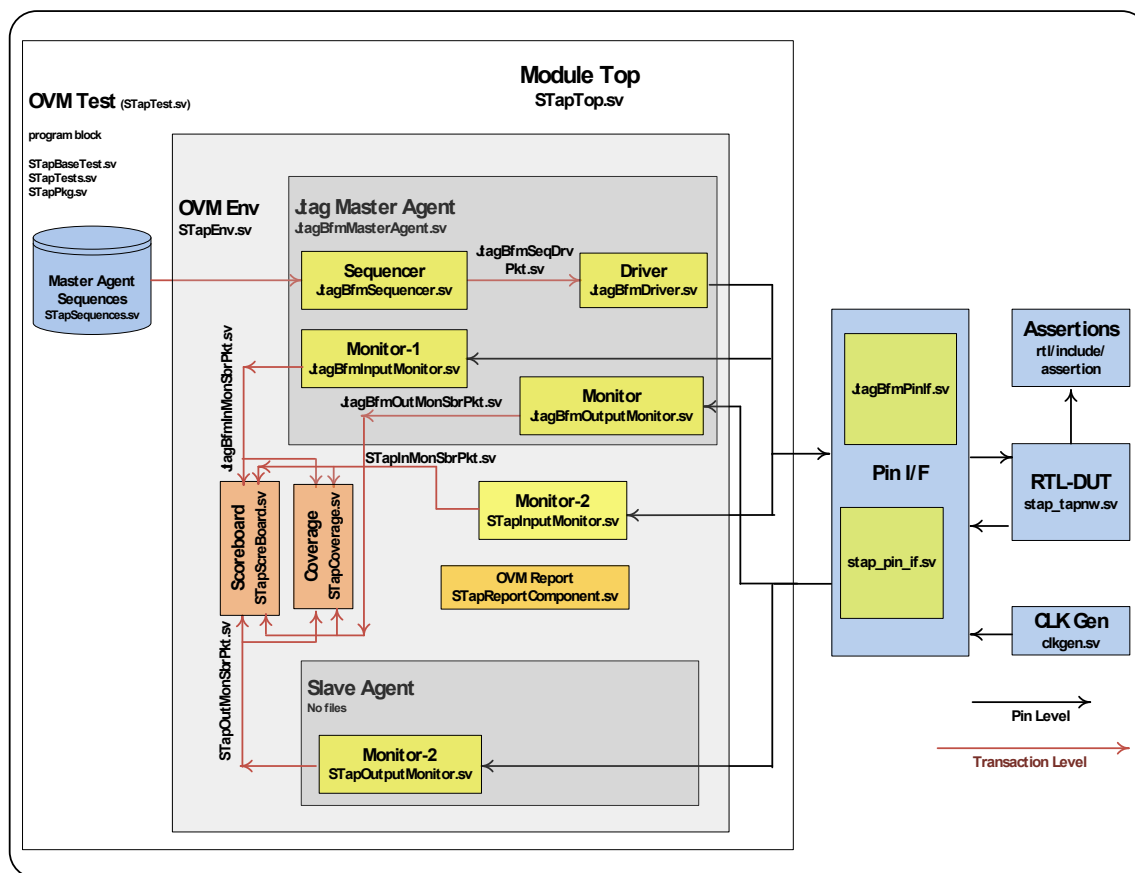 Module Top
STapTop.sv
OVM Test (STapTest.sv)
program block
STapBaseTest.sv
STapTests.sv
STapPkg.sv
OVM Env
STapEnv.sv
Jtag Master Agent
JtagBfmMasterAgent.sv
Master Agent
Sequences
STapSequences.sv
Sequencer
JtagBfmSequencer.sv
JtagBfmSeqDrv
Pkt.sv
Driver
JtagBfmDriver.sv
Monitor-1
JtagBfmInputMonitor.sv
JtagBfmInMonSbrPkt.sv
JtagBfmOutMonSbrPkt.sv
Monitor
JtagBfmOutputMonitor.sv
STapInMonSbrPkt.sv
Monitor-2
STapInputMonitor.sv
Scoreboard
STapScreBoard.sv
Coverage
STapCoverage.sv
OVM Report
STapReportComponent.sv
STapOutMonSbrPkt.sv
Slave Agent
No files
Monitor-2
STapOutputMonitor.sv
JtagBfmPinIf.sv
Pin I/F
stap_pin_if.sv
Assertions
rtl/include/
assertion
RTL-DUT
stap_tapnw.sv
CLK Gen
clkgen.sv
Pin Level
Transaction Level